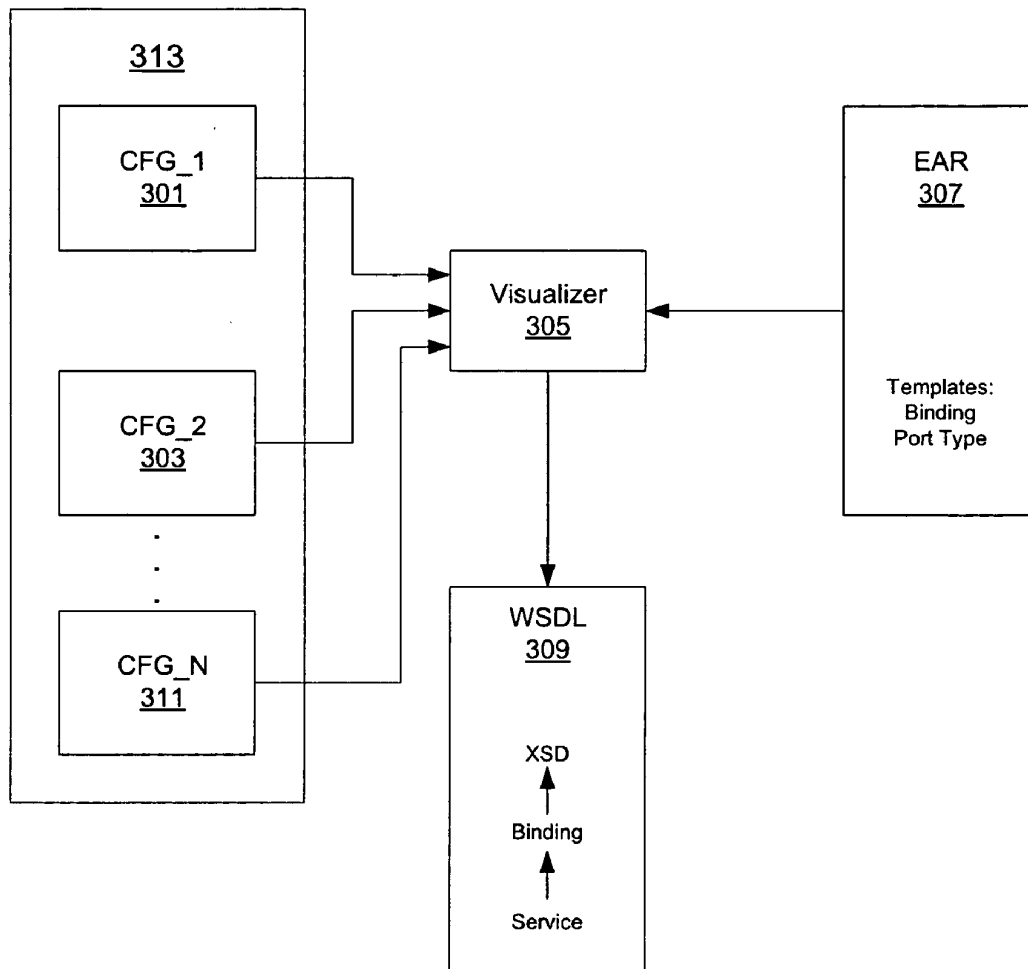 313
CFG_1
301
CFG_2
303
.
.
.
CFG_N
311
Visualizer
305
EAR
307
Templates:
Binding
Port Type
WSDL
309
XSD
Binding
Service